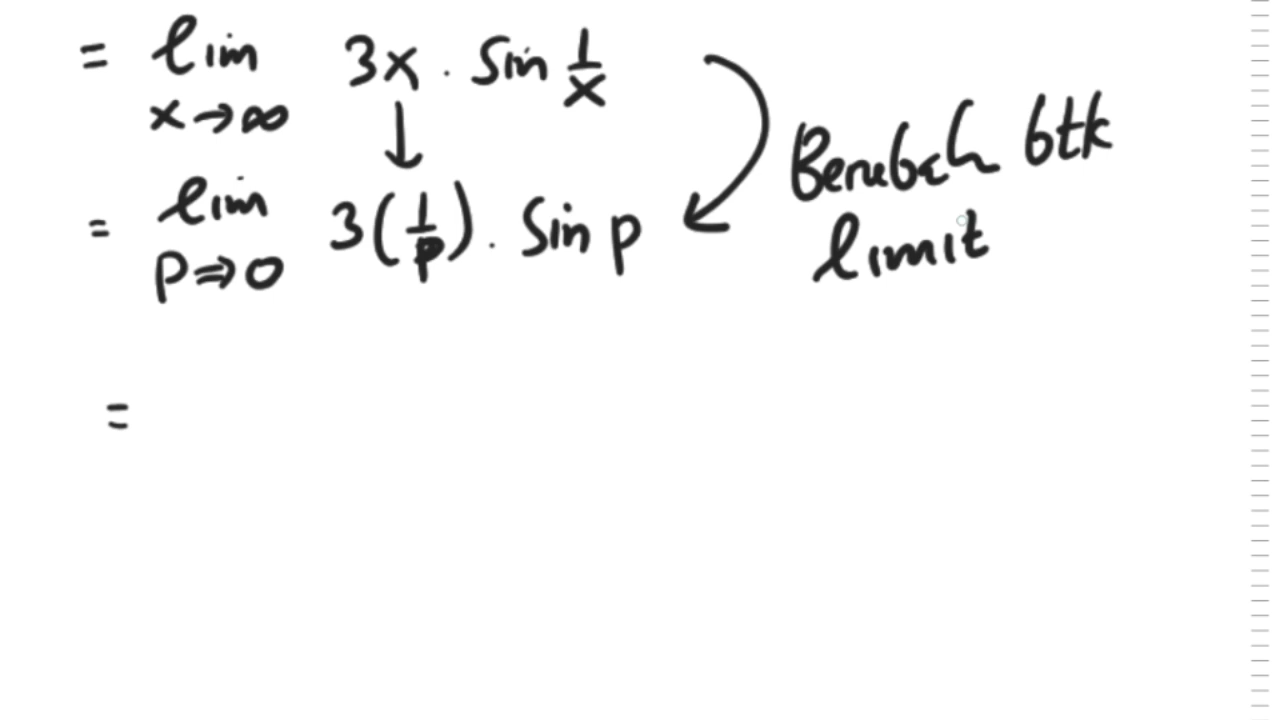 = lim x→∞ 3x · sin 1/x
= lim p→0 3(1/p) · sin p
Berubah btk
limit
=